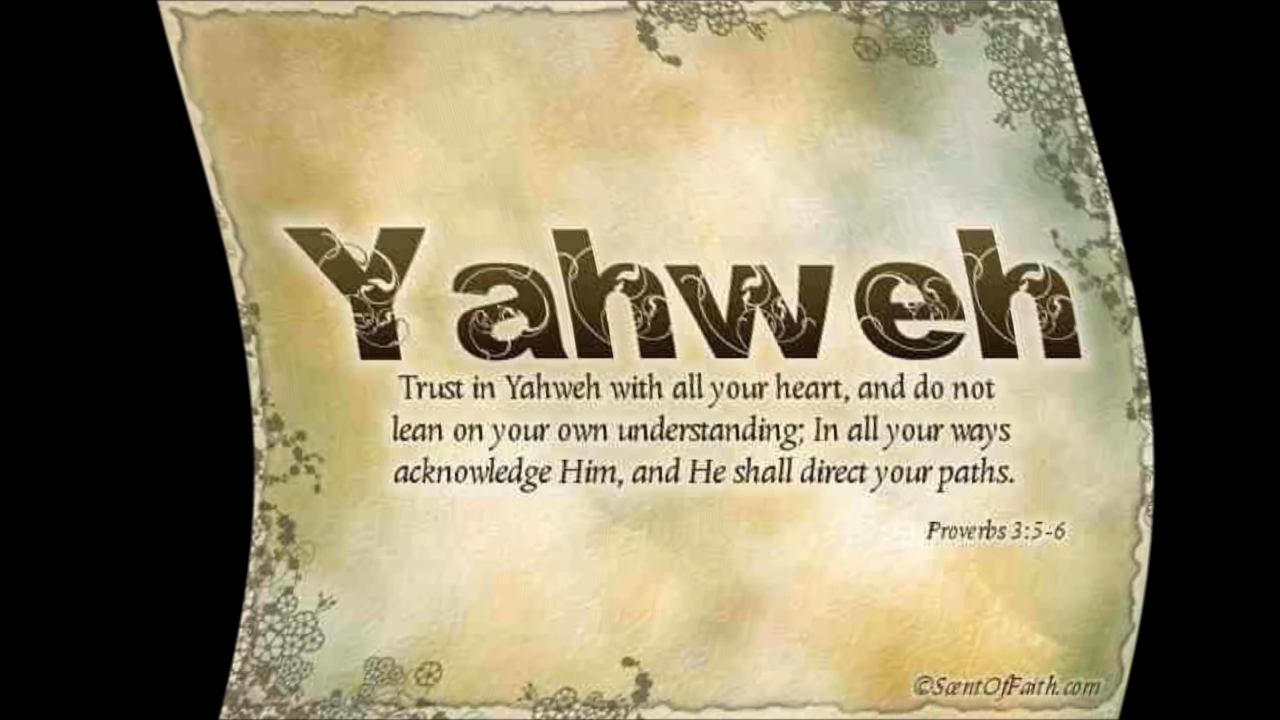 Yahweh
Trust in Yahweh with all your heart, and do not
lean on your own understanding; In all your ways
acknowledge Him, and He shall direct your paths.
Proverbs 3:5-6
©ScentOfFaith.com